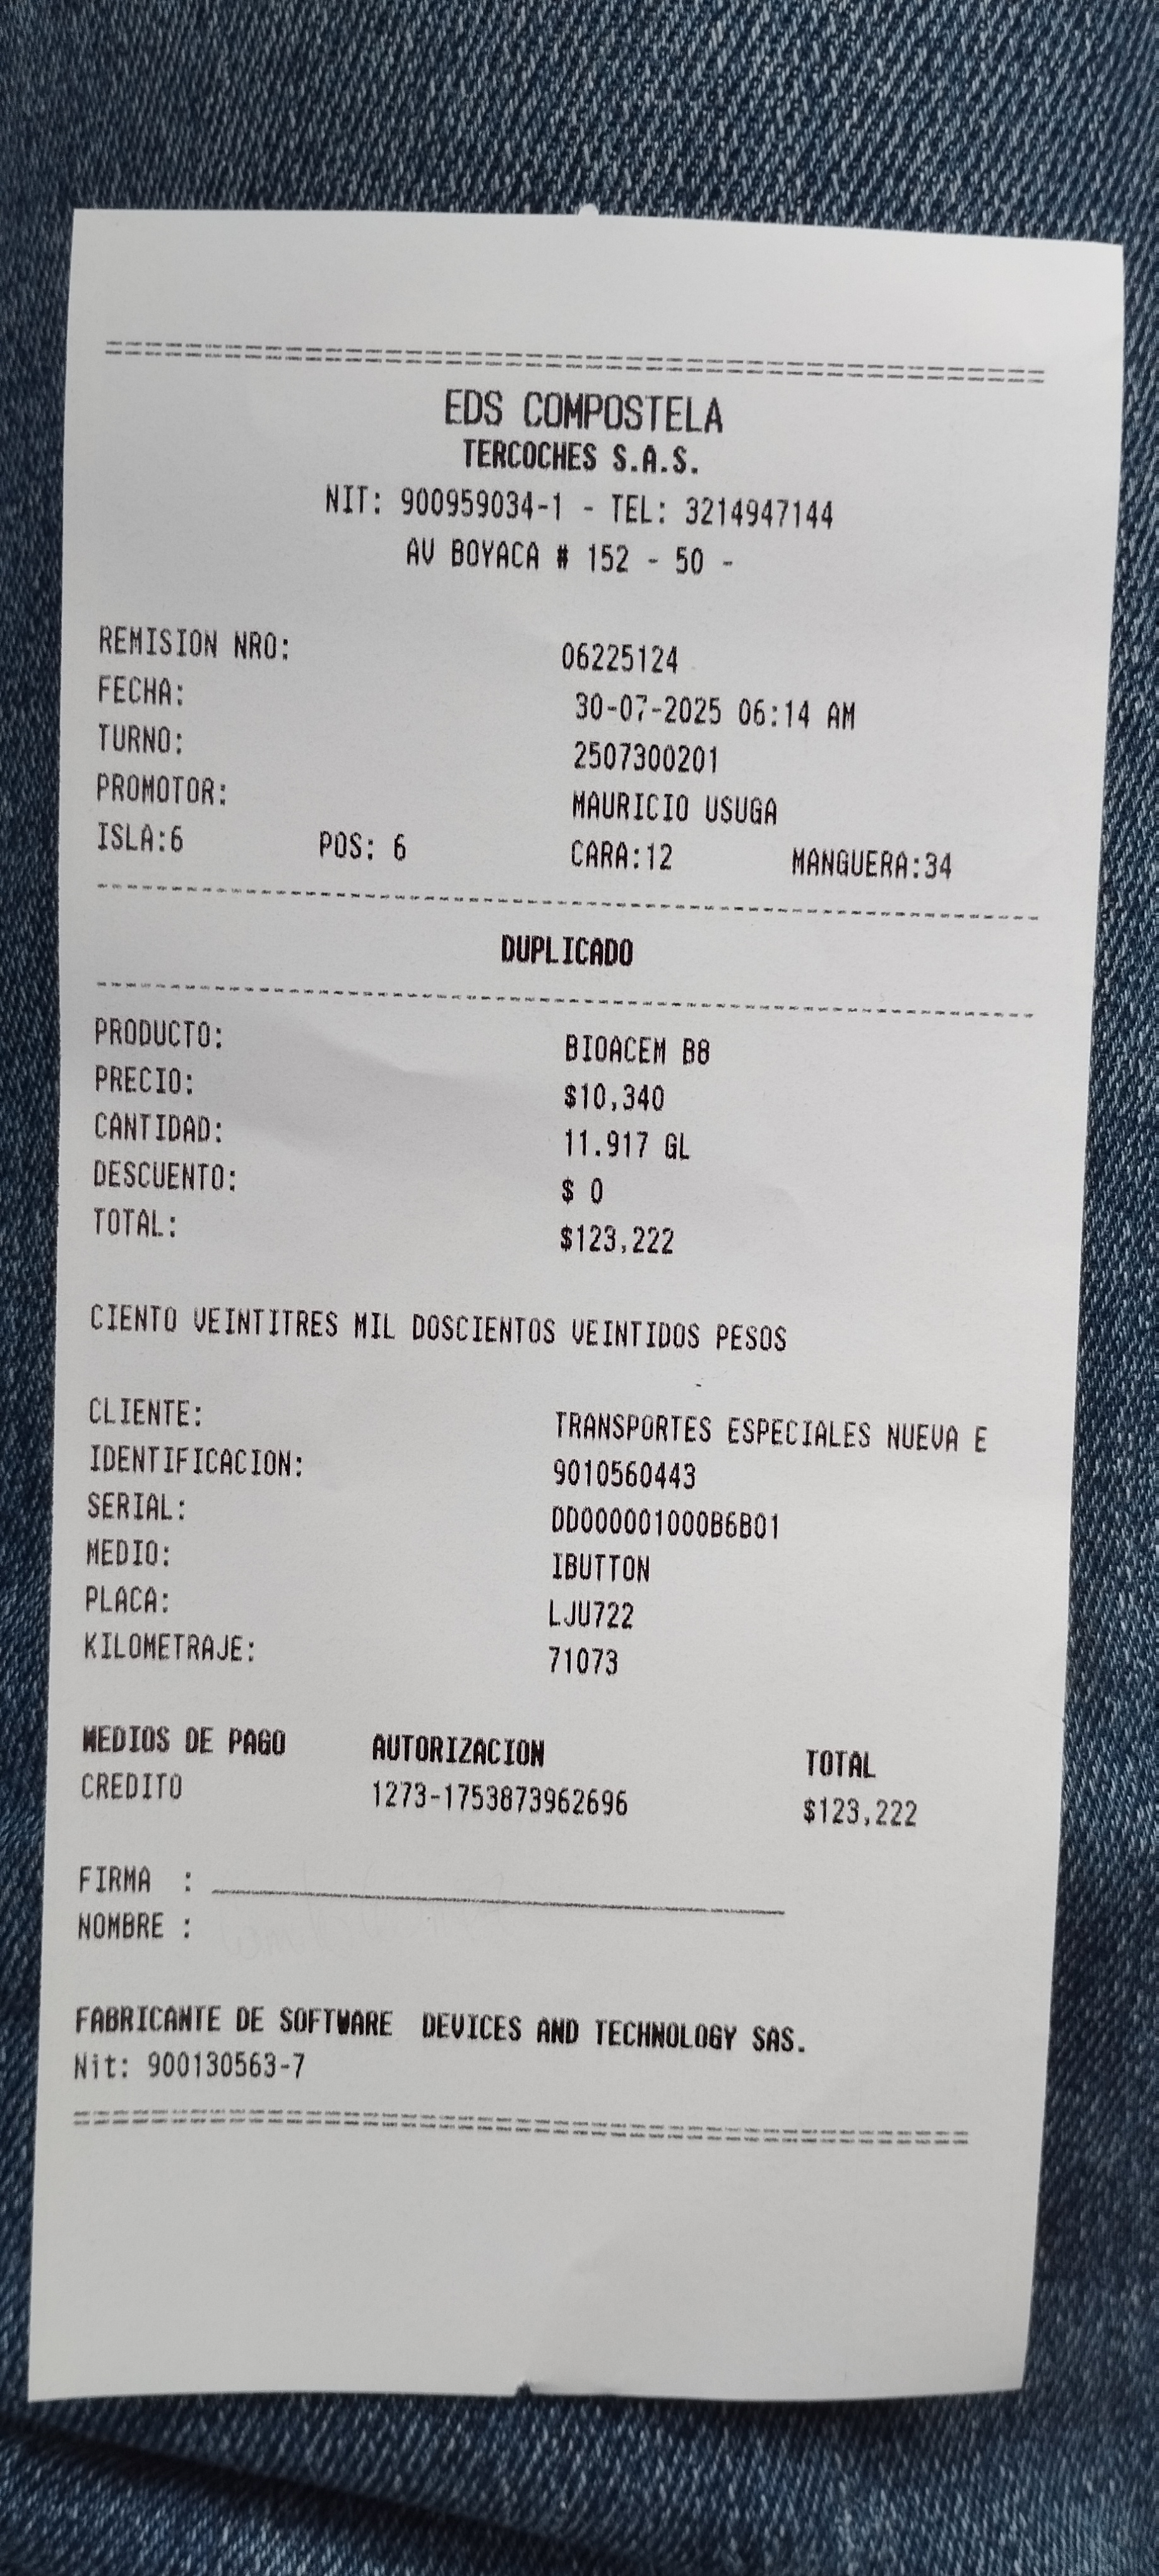 EDS COMPOSTELA
TERCOCHES S.A.S.
NIT: 900959034-1 - TEL: 3214947144
AV BOYACA # 152 - 50 -
REMISION NRO: 06225124
FECHA: 30-07-2025 06:14 AM
TURNO: 2507300201
PROMOTOR: MAURICIO USUGA
ISLA:6 POS: 6 CARA:12 MANGUERA:34
DUPLICADO
PRODUCTO: BIOACEM B8
PRECIO: $10,340
CANTIDAD: 11.917 GL
DESCUENTO: $ 0
TOTAL: $123,222
CIENTO VEINTITRES MIL DOSCIENTOS VEINTIDOS PESOS
CLIENTE: TRANSPORTES ESPECIALES NUEVA E
IDENTIFICACION: 9010560443
SERIAL: DD000001000B6B01
MEDIO: IBUTTON
PLACA: LJU722
KILOMETRAJE: 71073
MEDIOS DE PAGO AUTORIZACION TOTAL
CREDITO 1273-1753873962696 $123,222
FIRMA :
NOMBRE :
FABRICANTE DE SOFTWARE DEVICES AND TECHNOLOGY SAS.
Nit: 900130563-7